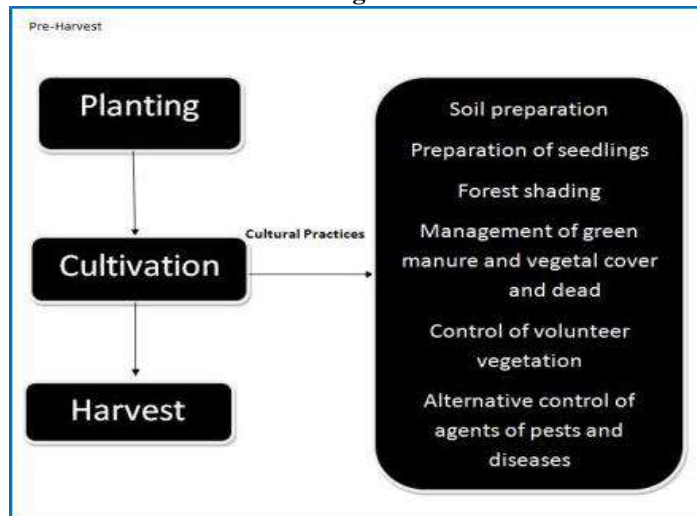 Pre-Harvest
Planting
Cultivation
Harvest
Cultural Practices
Soil preparation
Preparation of seedlings
Forest shading
Management of green
manure and vegetal cover
and dead
Control of volunteer
vegetation
Alternative control of
agents of pests and
diseases